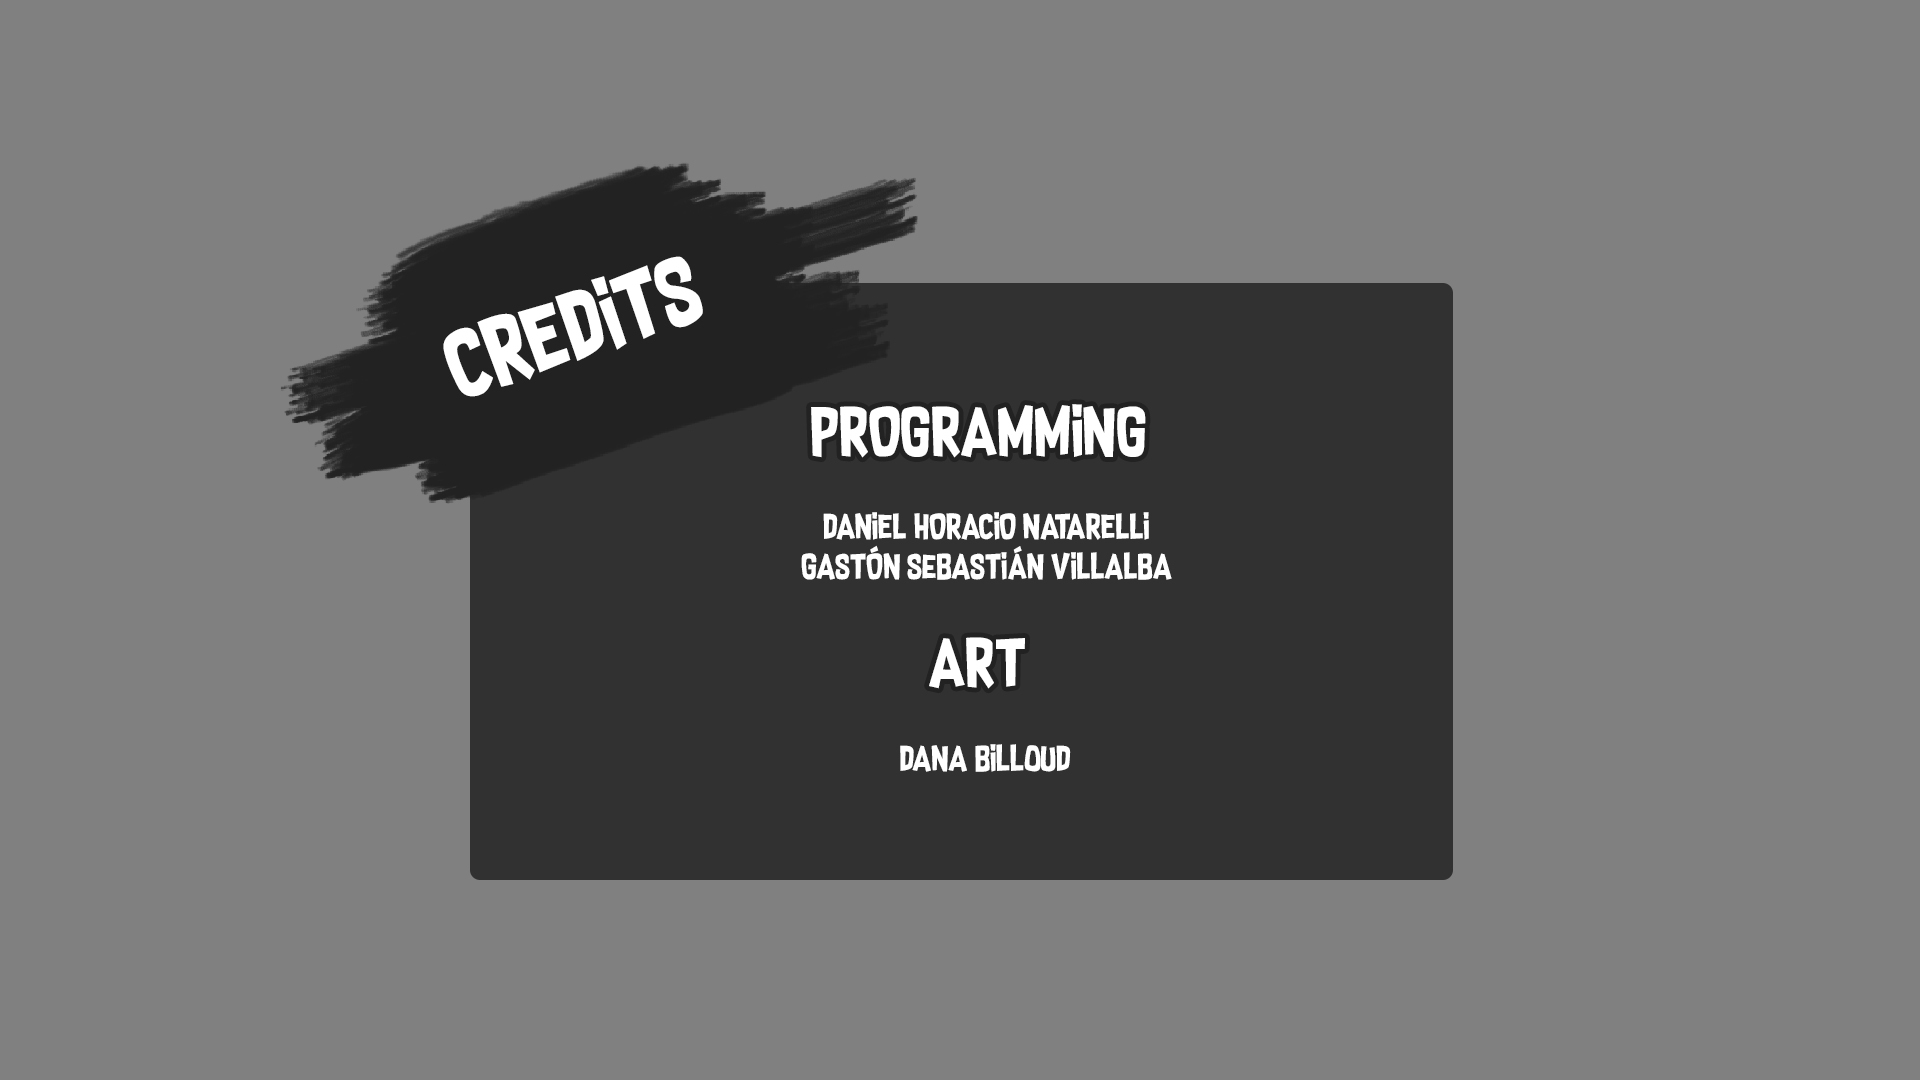 CREDiTS
PROGRAMMiNG
DANiEL HORACiO NATARELLi
GASTÓN SEBASTiÁN ViLLALBA
ART
DANA BiLLOUD